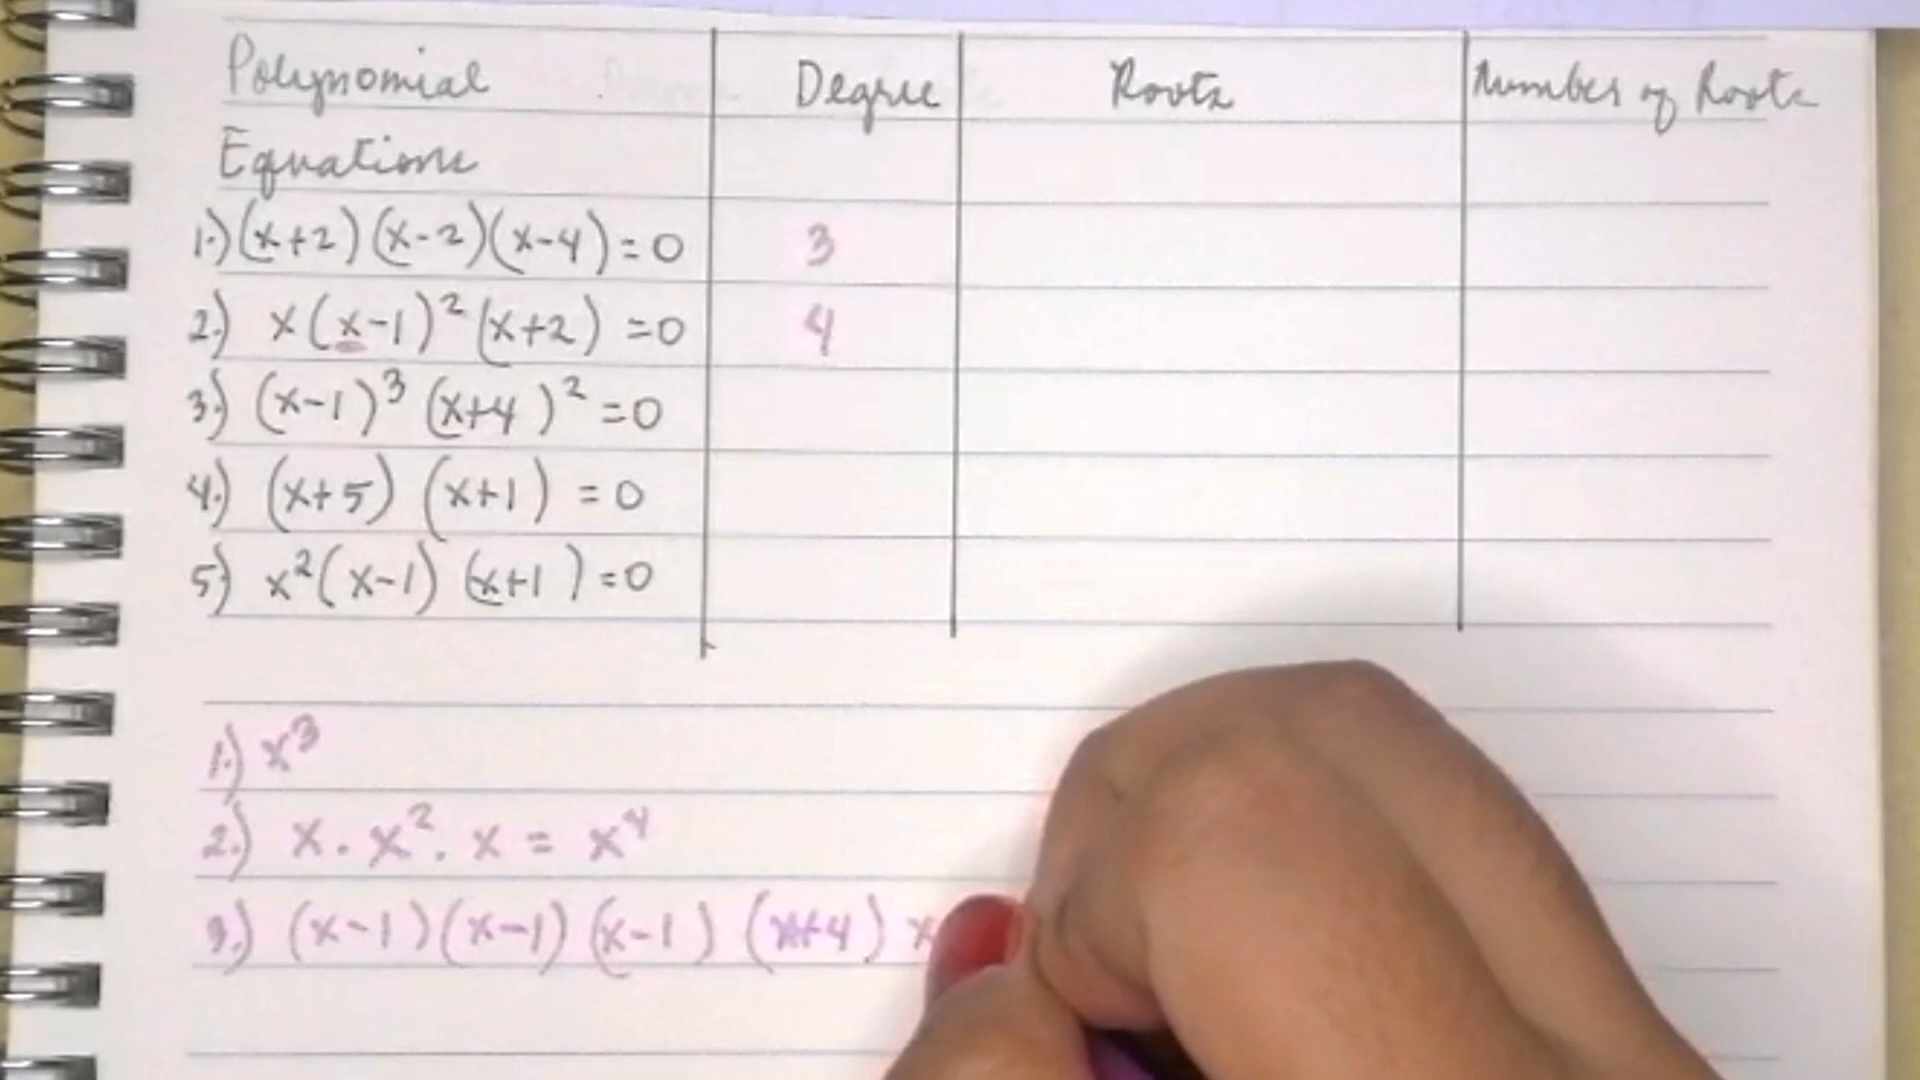 Polynomial Degree Roots Number of Roots
Equations
1.) (x+2)(x-2)(x-4)=0 3
2.) x(x-1)²(x+2)=0 4
3.) (x-1)³(x+4)²=0
4.) (x+5)(x+1)=0
5.) x²(x-1)(x+1)=0
1.) x³
2.) x.x².x=x⁴
3.) (x-1)(x-1)(x-1)(x+4)x